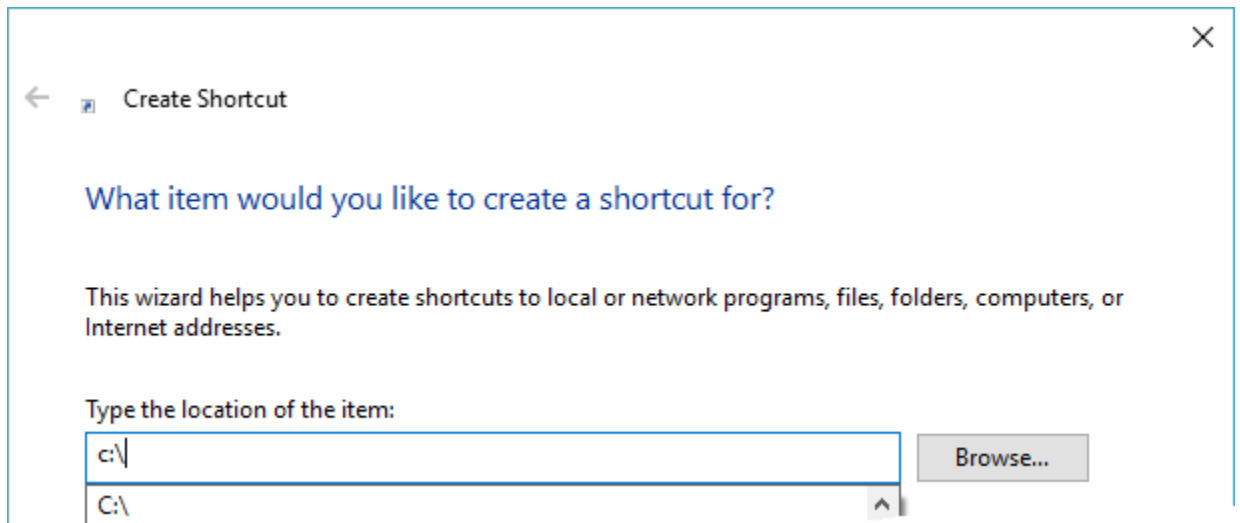 Create Shortcut
What item would you like to create a shortcut for?
This wizard helps you to create shortcuts to local or network programs, files, folders, computers, or
Internet addresses.
Type the location of the item:
c:\
Browse...
C:\